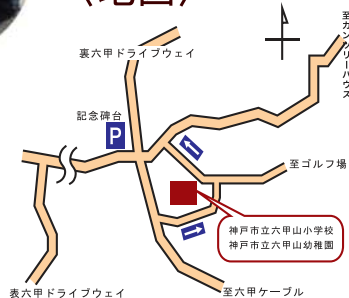 (地図)
至カンツリーハウス
裏六甲ドライブウェイ
記念碑台
P
至ゴルフ場
神戸市立六甲山小学校
神戸市立六甲山幼稚園
表六甲ドライブウェイ
至六甲ケーブル